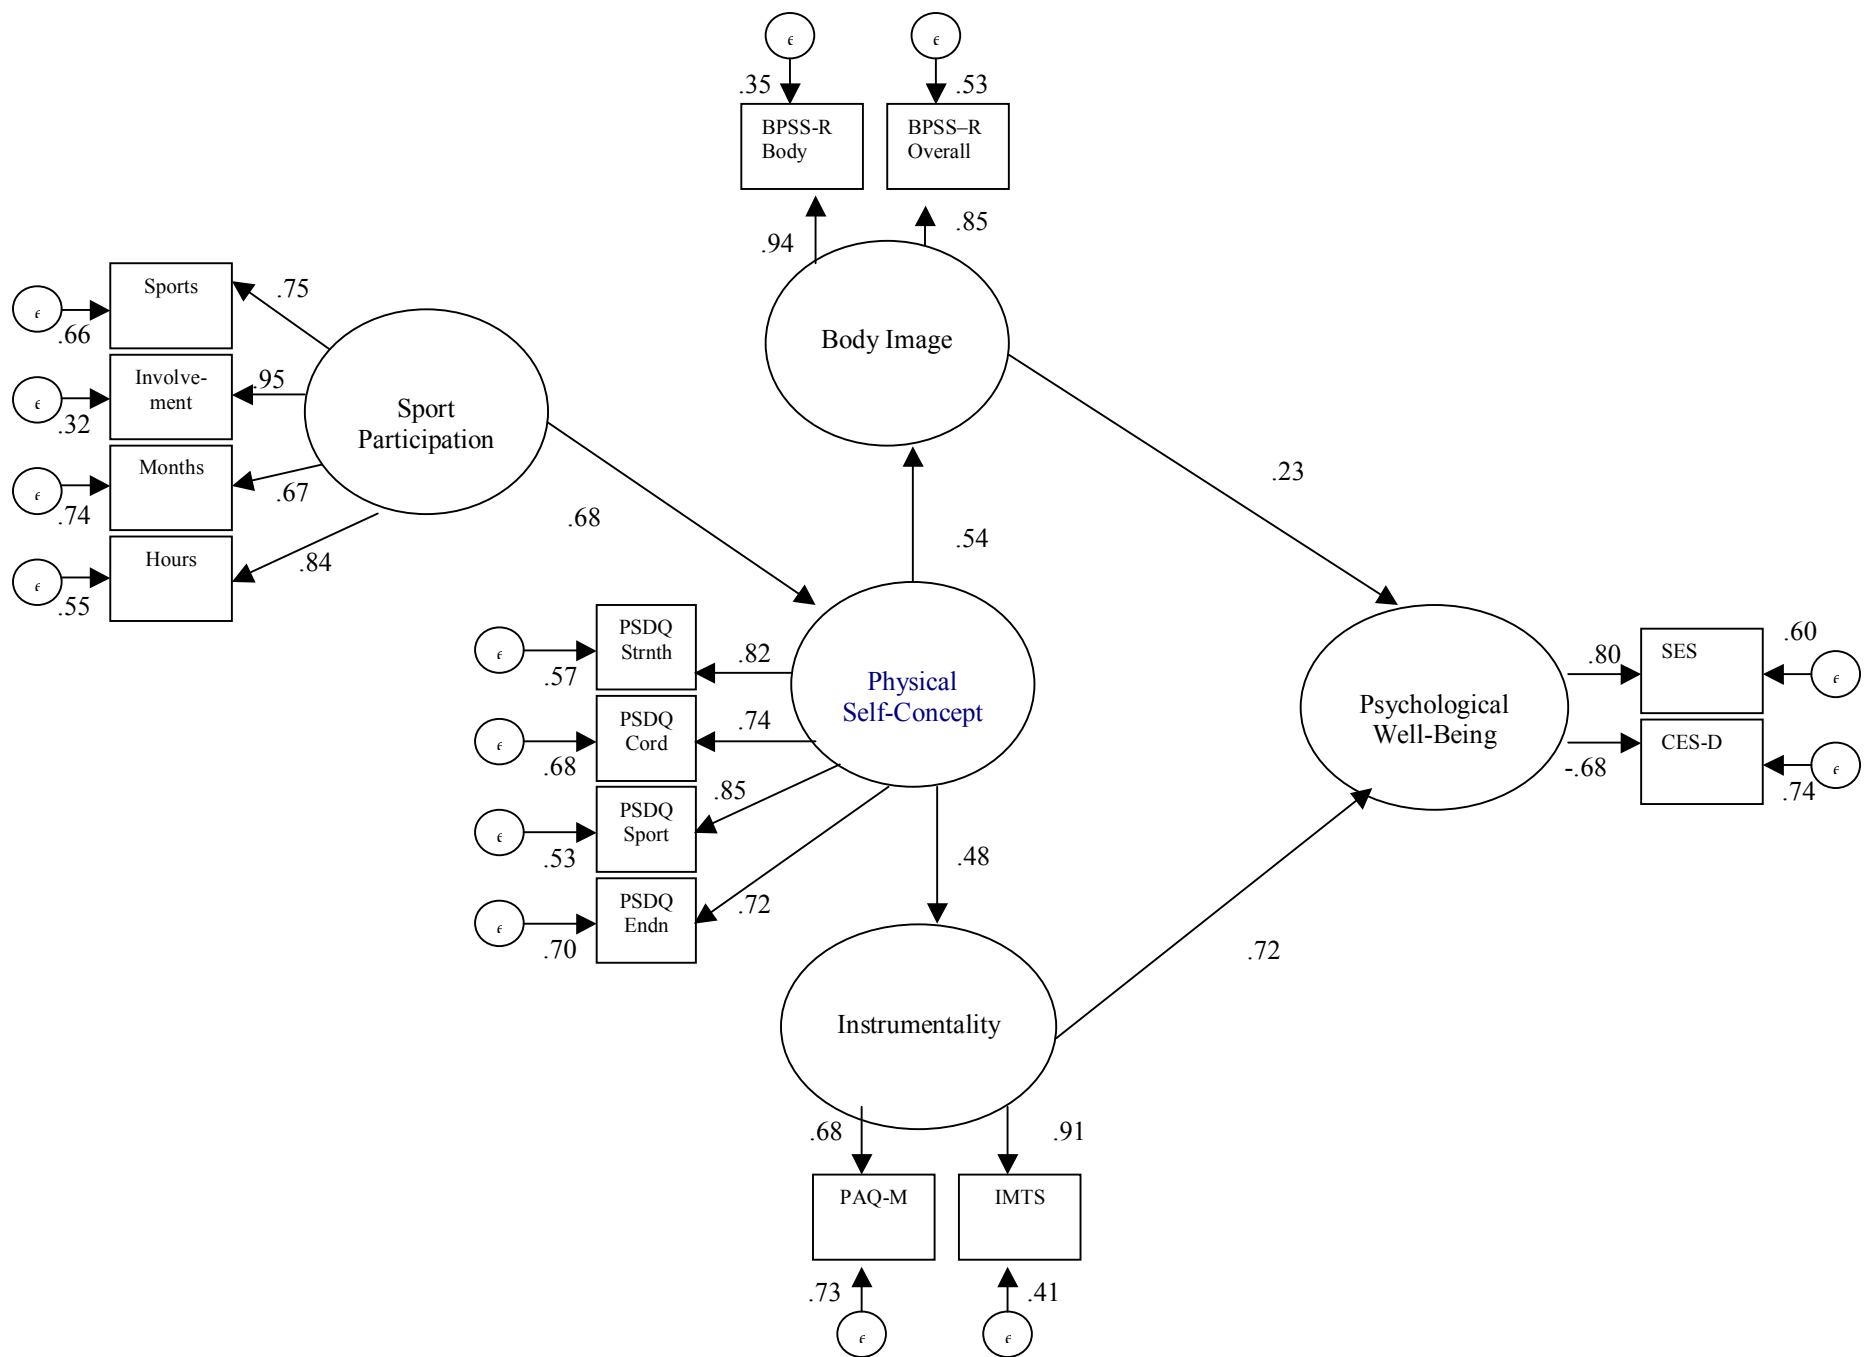 ϵ
ϵ
.35
.53
BPSS-R
Body
BPSS–R
Overall
.94
.85
Body Image
ϵ
.66
Sports
.75
ϵ
.32
Involve-
ment
.95
ϵ
.74
Months
.67
ϵ
.55
Hours
.84
Sport
Participation
.68
.54
.23
ϵ
.57
PSDQ
Strnth
.82
ϵ
.68
PSDQ
Cord
.74
ϵ
.53
PSDQ
Sport
.85
ϵ
.70
PSDQ
Endn
.72
Physical
Self-Concept
.48
Psychological
Well-Being
.80
SES
.60
ϵ
-.68
CES-D
.74
ϵ
.72
Instrumentality
.68
.91
PAQ-M
IMTS
.73
.41
ϵ
ϵ